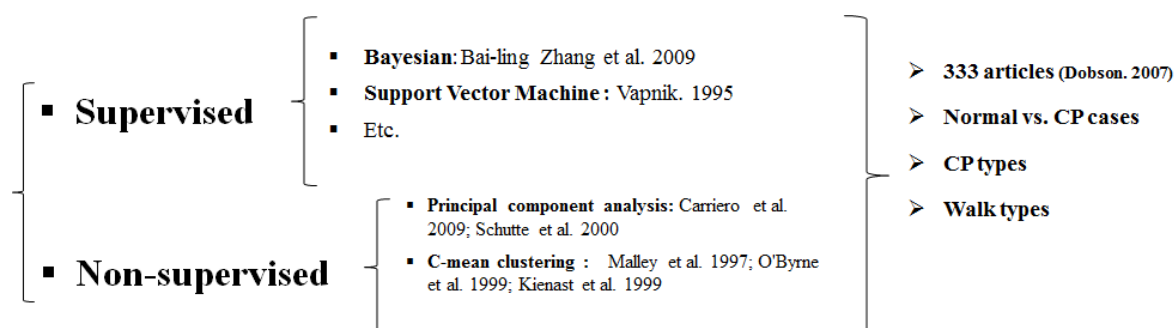 ▪ Supervised
▪ Bayesian: Bai-ling Zhang et al. 2009
▪ Support Vector Machine : Vapnik. 1995
▪ Etc.
▪ Non-supervised
▪ Principal component analysis: Carriero et al.
2009; Schutte et al. 2000
▪ C-mean clustering : Malley et al. 1997; O'Byrne
et al. 1999; Kienast et al. 1999
➢ 333 articles (Dobson. 2007)
➢ Normal vs. CP cases
➢ CP types
➢ Walk types